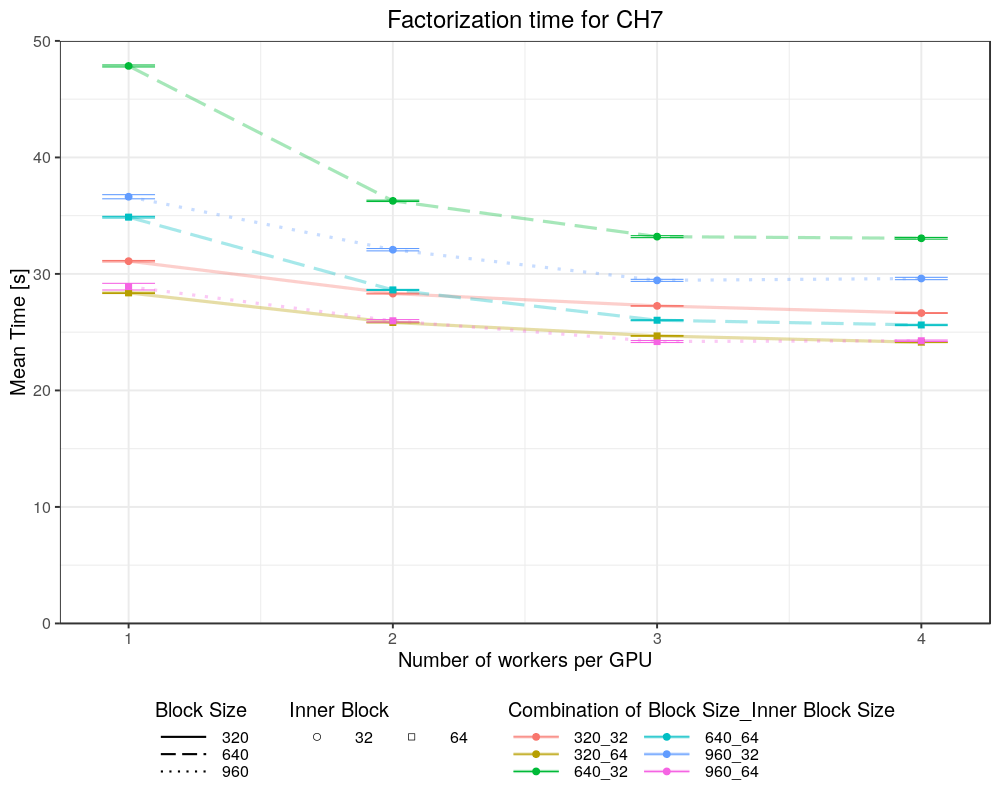 Factorization time for CH7
50
40
30
20
10
0
Mean Time [s]
1 2 3 4
Number of workers per GPU
Block Size Inner Block Combination of Block Size_Inner Block Size
320 32 64 320_32 640_64
640 320_64 960_32
960 640_32 960_64